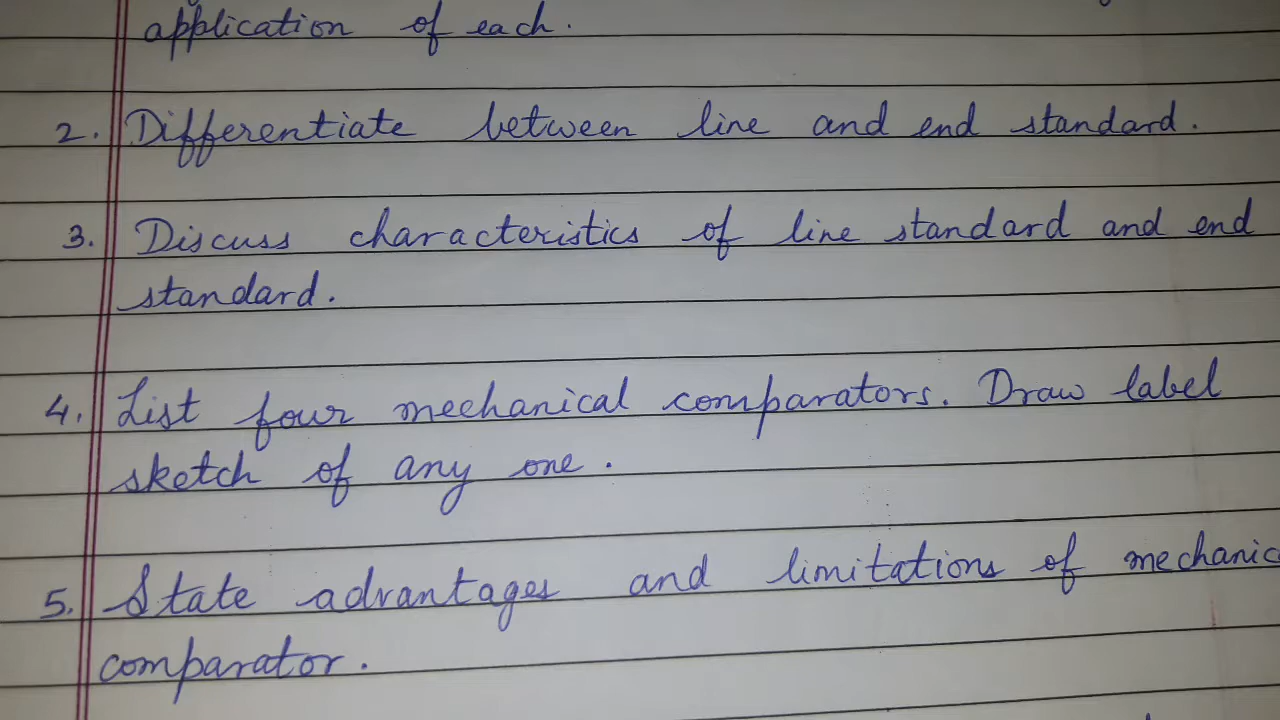 application of each.
2. Differentiate between line and end standard.
3. Discuss characteristics of line standard and end
standard.
4. List four mechanical comparators. Draw label
sketch of any one.
5. State advantages and limitations of mechanic
comparator.